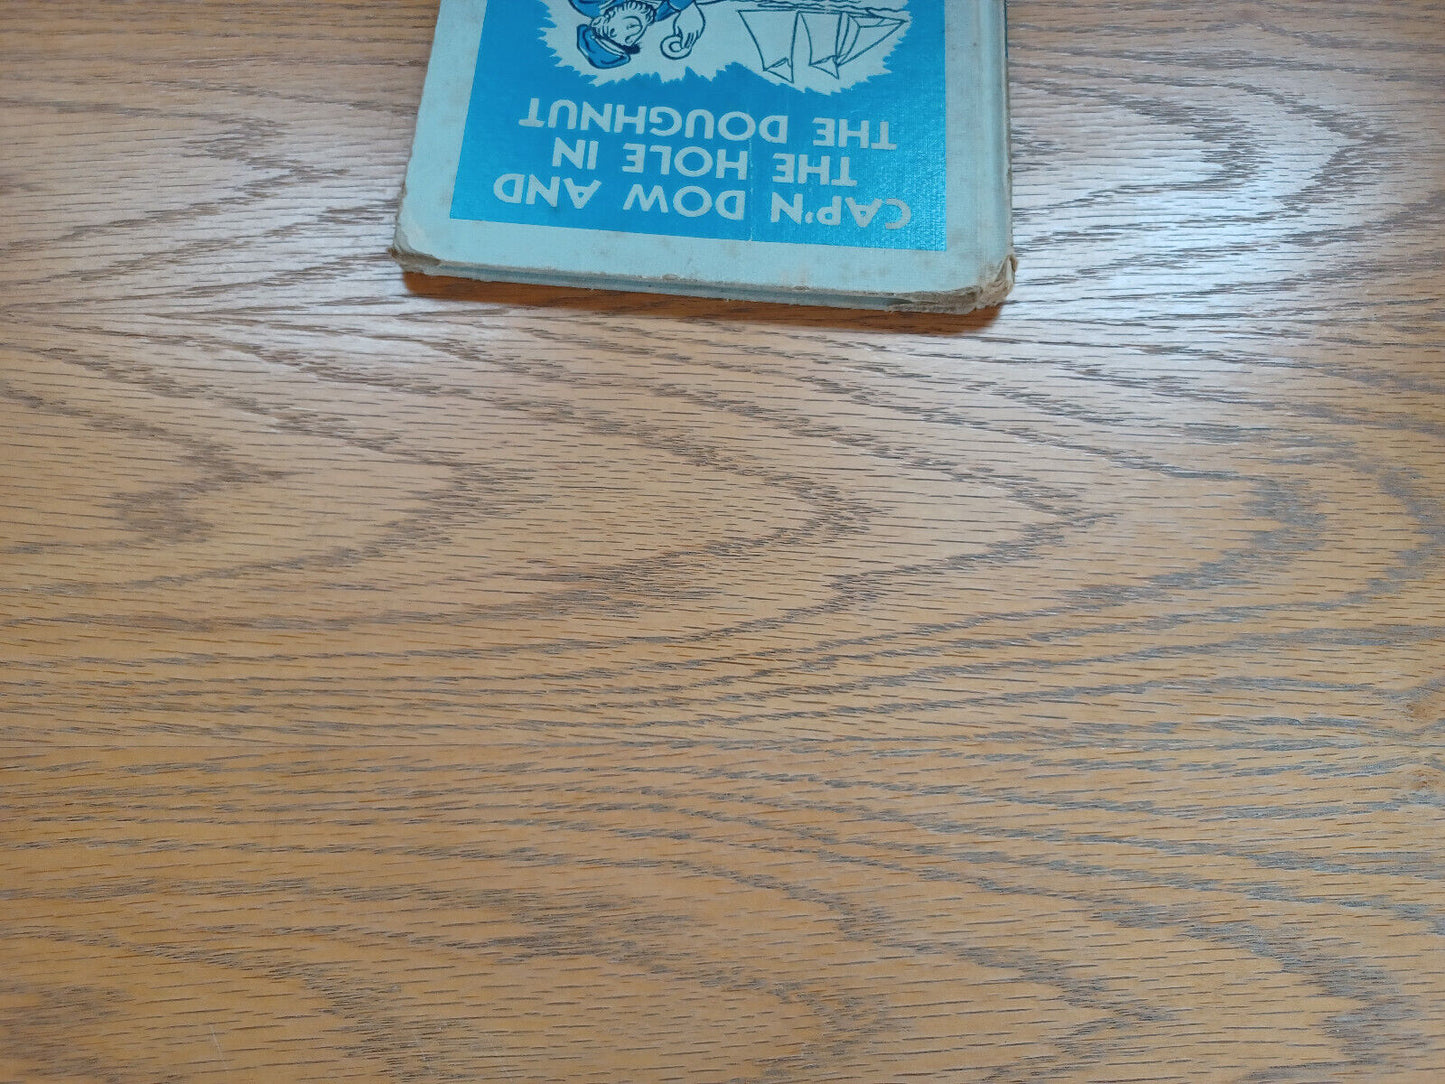 CAP'N DOW AND
THE HOLE IN
THE DOUGHNUT